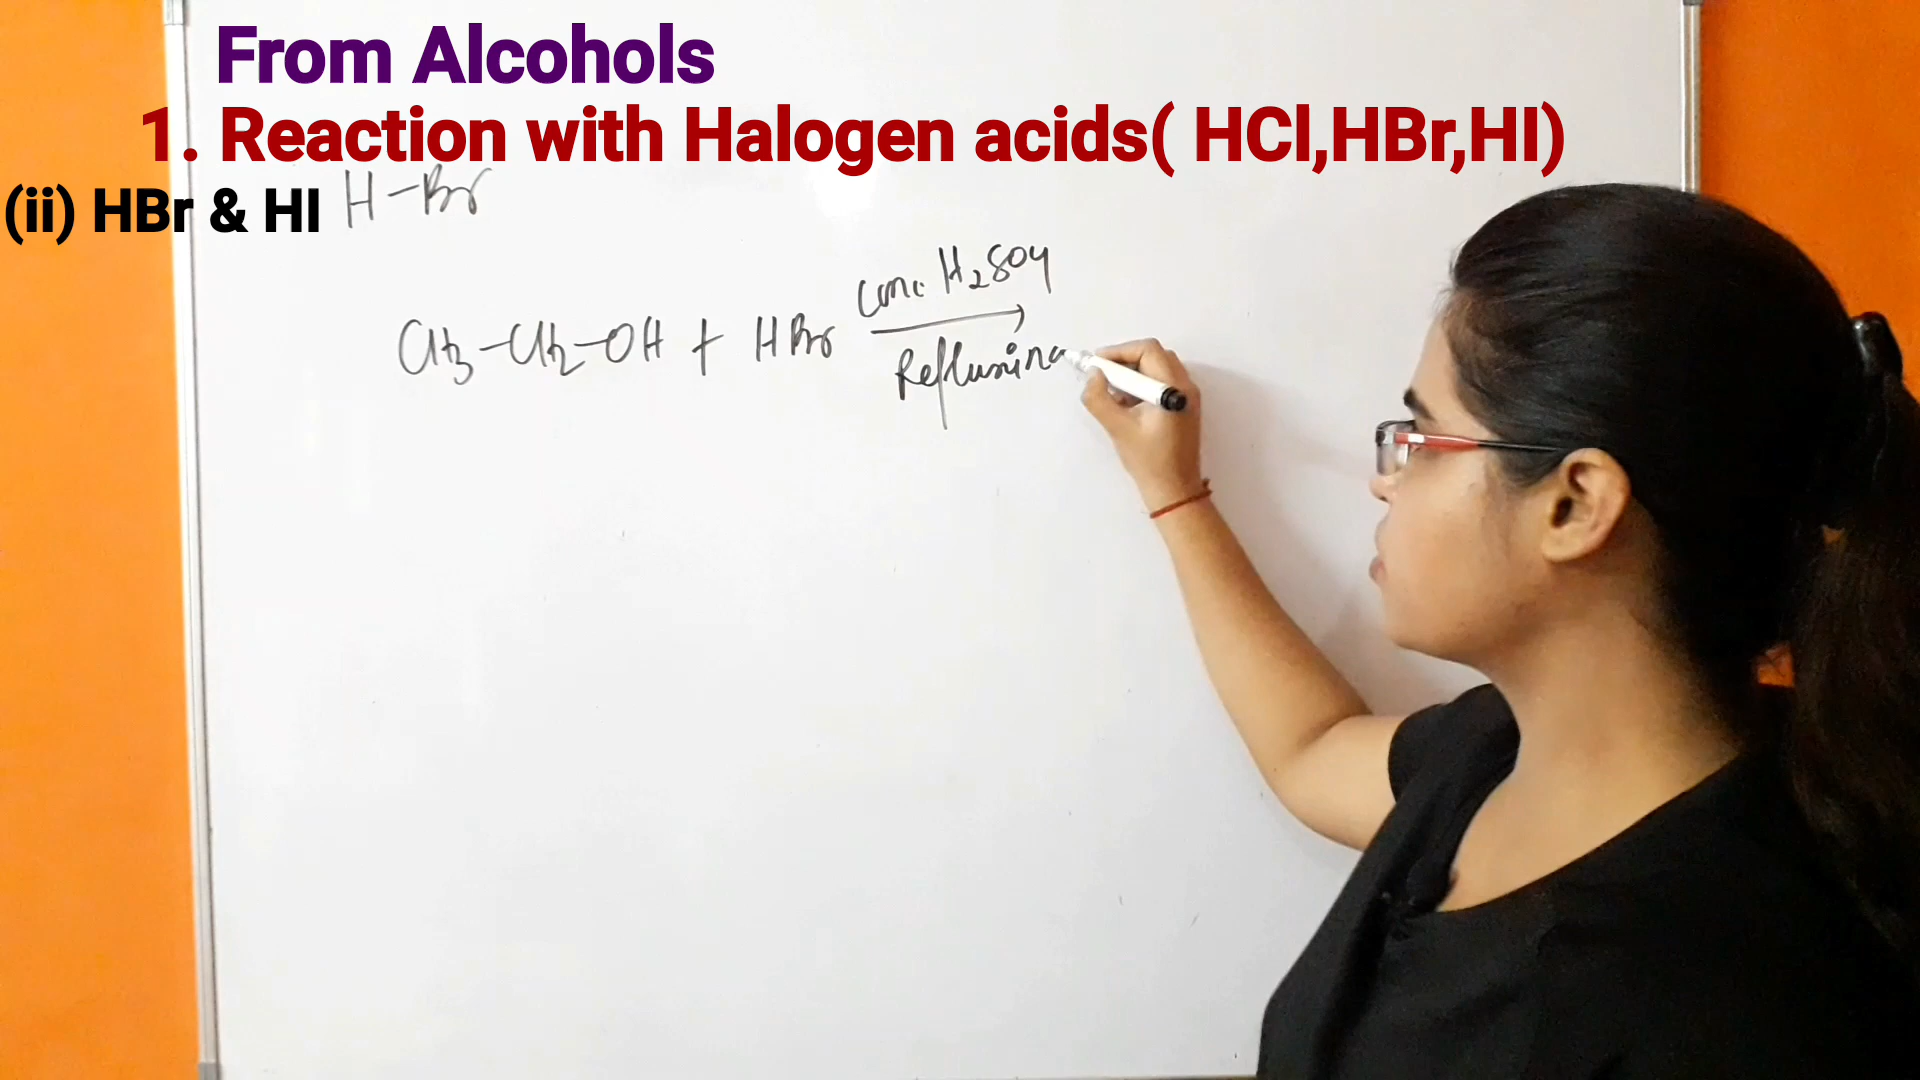 From Alcohols
1. Reaction with Halogen acids( HCl,HBr,HI)
(ii) HBr & HI H-Br
conc H₂SO₄
CH₃-CH₂-OH + HBr ⟶
Refluxing